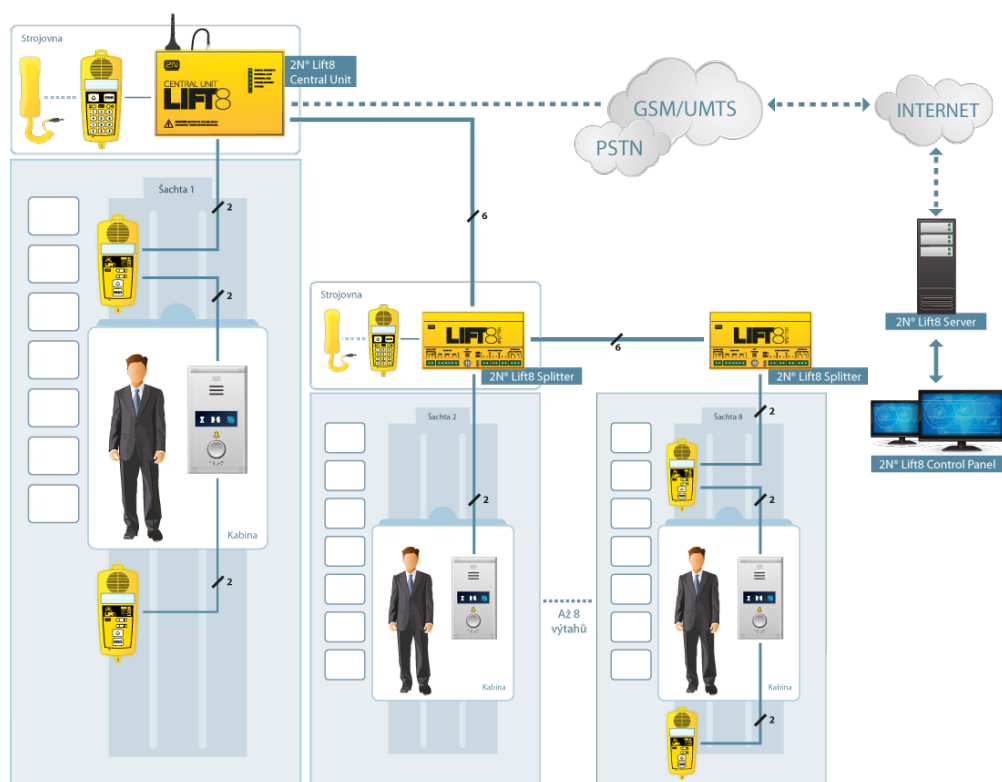 Strojovna
2N® Lift8
Central Unit
2N
CENTRAL UNIT
LIFT8
GSM/UMTS
PSTN
INTERNET
Šachta 1
2
6
2
Strojovna
2N® Lift8 Server
LIFT8
6
LIFT8
2N® Lift8 Splitter
2N® Lift8 Splitter
Šachta 2
Šachta 8
2
2N® Lift8 Control Panel
2
2
Kabina
2
Až 8
výtahů
Kabina
Kabina
2